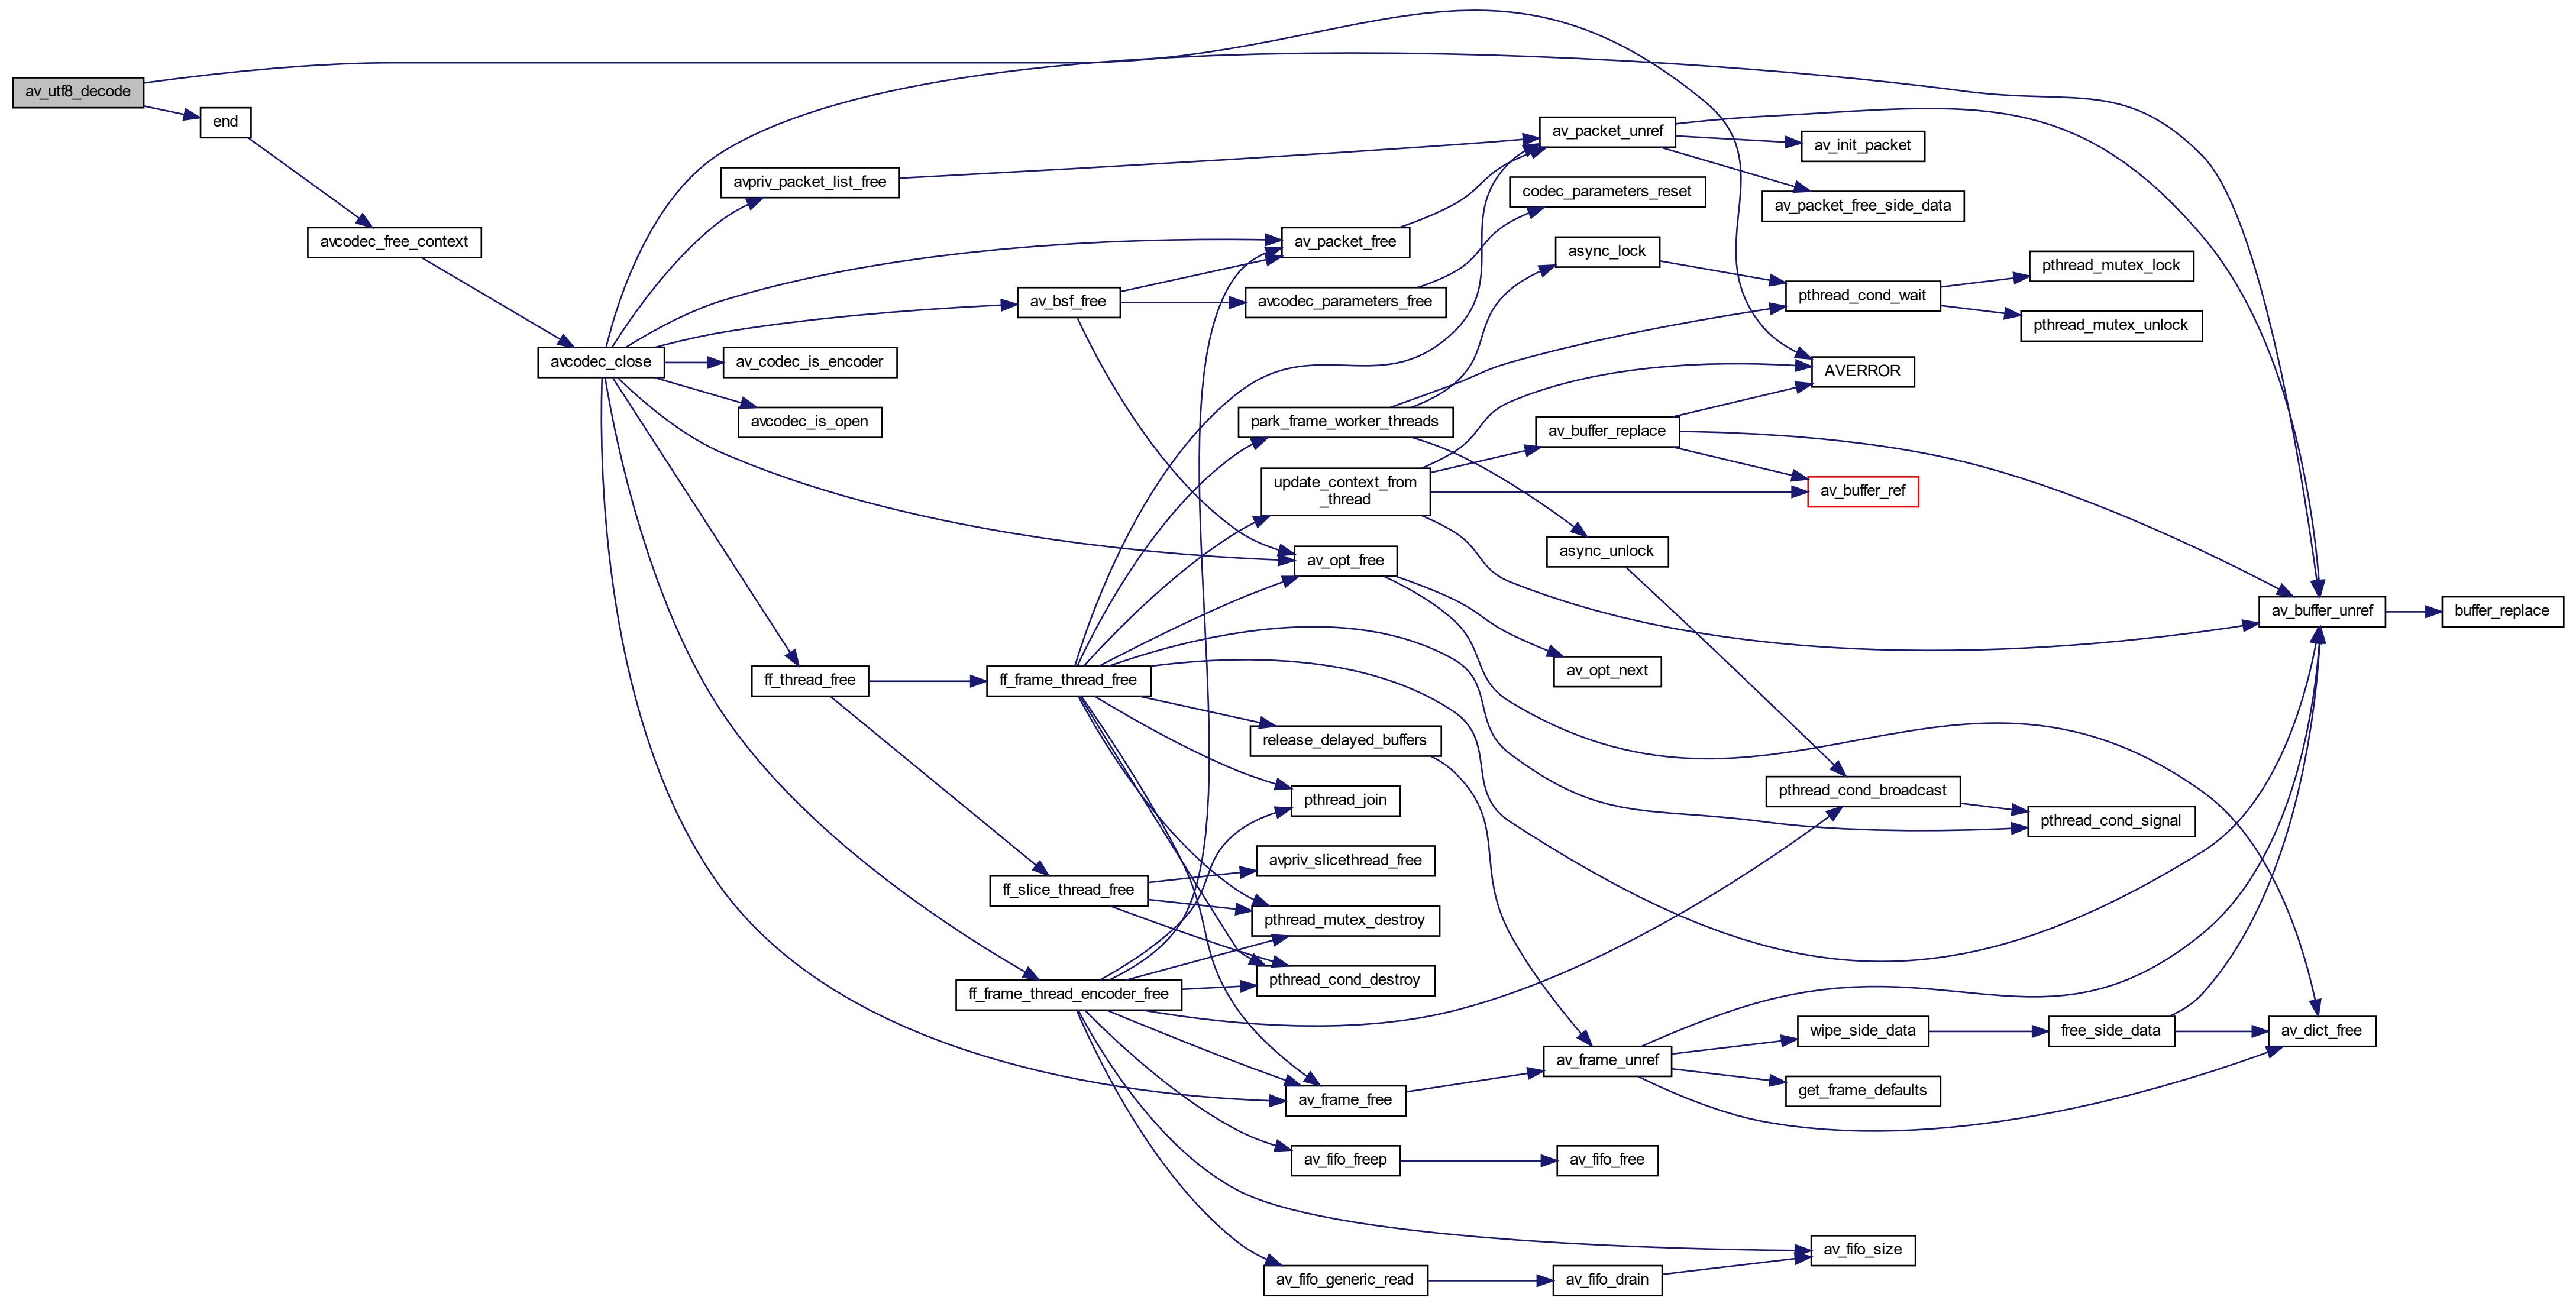 av_utf8_decode
end
avcodec_free_context
avcodec_close
avpriv_packet_list_free
av_codec_is_encoder
avcodec_is_open
ff_thread_free
av_bsf_free
ff_frame_thread_free
ff_slice_thread_free
ff_frame_thread_encoder_free
av_packet_free
avcodec_parameters_free
park_frame_worker_threads
update_context_from
_thread
av_opt_free
release_delayed_buffers
pthread_join
avpriv_slicethread_free
pthread_mutex_destroy
pthread_cond_destroy
av_frame_free
av_fifo_freep
av_fifo_generic_read
av_packet_unref
codec_parameters_reset
async_lock
av_buffer_replace
async_unlock
av_opt_next
av_frame_unref
av_fifo_free
av_fifo_drain
av_init_packet
av_packet_free_side_data
pthread_cond_wait
AVERROR
av_buffer_ref
pthread_cond_broadcast
wipe_side_data
get_frame_defaults
av_fifo_size
pthread_mutex_lock
pthread_mutex_unlock
pthread_cond_signal
free_side_data
av_buffer_unref
av_dict_free
buffer_replace